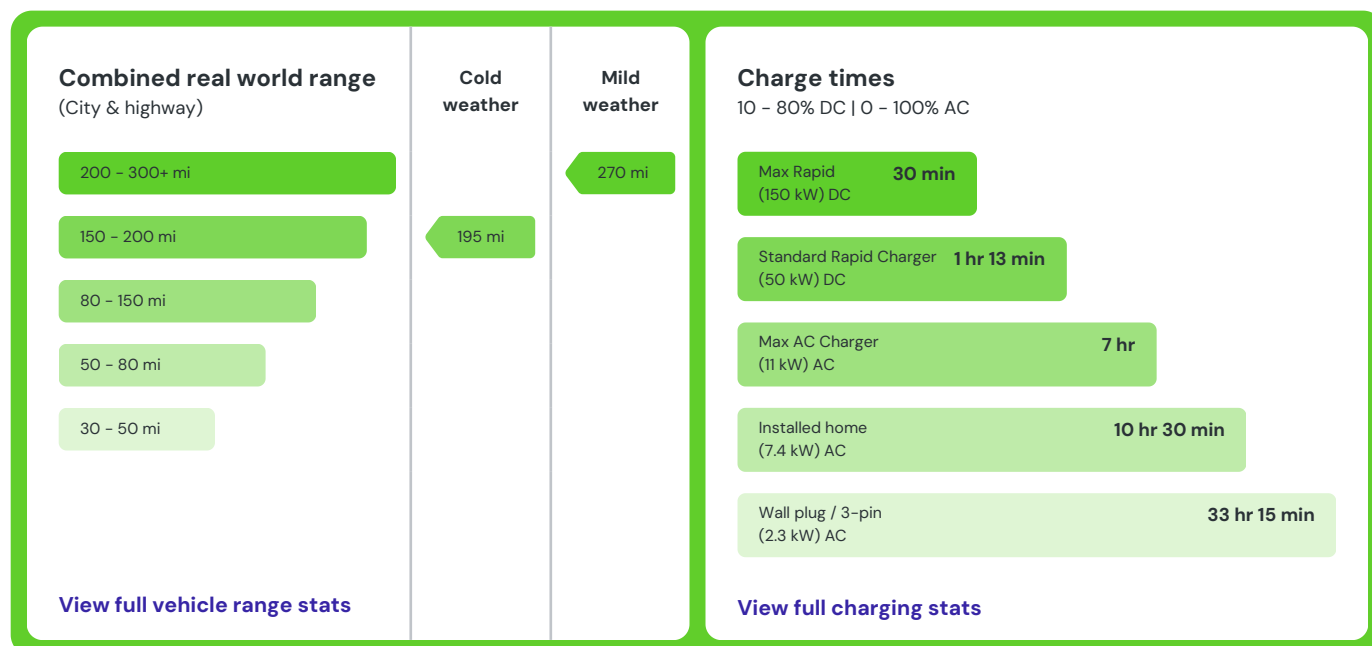 Combined real world range
(City & highway)
Cold
weather
Mild
weather
200 - 300+ mi
270 mi
150 - 200 mi
195 mi
80 - 150 mi
50 - 80 mi
30 - 50 mi
View full vehicle range stats
Charge times
10 - 80% DC | 0 - 100% AC
Max Rapid
(150 kW) DC
30 min
Standard Rapid Charger
(50 kW) DC
1 hr 13 min
Max AC Charger
(11 kW) AC
7 hr
Installed home
(7.4 kW) AC
10 hr 30 min
Wall plug / 3-pin
(2.3 kW) AC
33 hr 15 min
View full charging stats